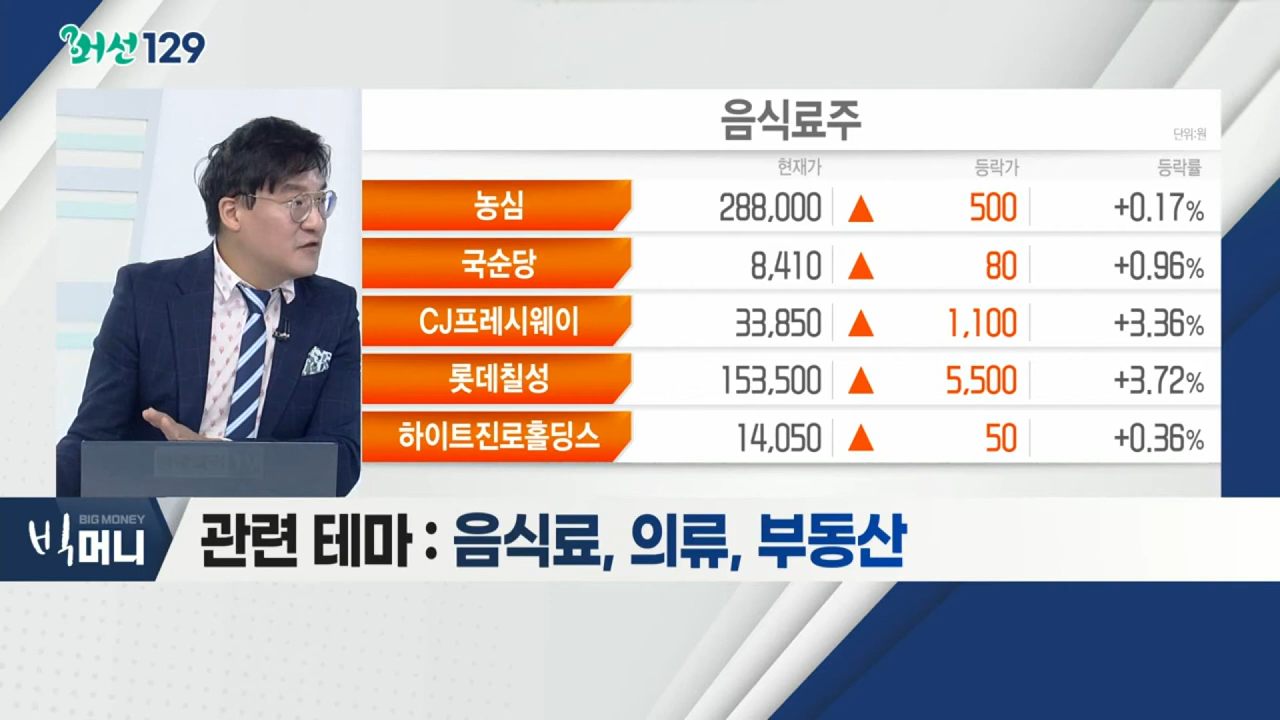 머선129
음식료주
단위:원
현재가 등락가 등락률
농심 288,000 ▲ 500 +0.17%
국순당 8,410 ▲ 80 +0.96%
CJ프레시웨이 33,850 ▲ 1,100 +3.36%
롯데칠성 153,500 ▲ 5,500 +3.72%
하이트진로홀딩스 14,050 ▲ 50 +0.36%
BIG MONEY
빅머니
관련 테마 : 음식료, 의류, 부동산